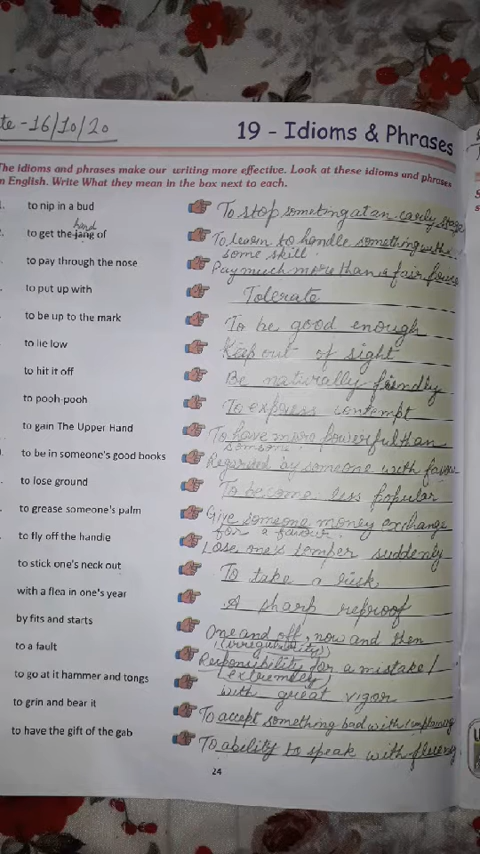 te - 16/10/20
19 - Idioms & Phrases
The idioms and phrases make our writing more effective. Look at these idioms and phrases
n English. Write What they mean in the box next to each.
to nip in a bud To stop someting at an early stage
hand
to get the jang of To learn to handle something with
some skill.
to pay through the nose Pay much more than a fair
to put up with Tolerate
to be up to the mark To be good enough
to lie low Keep out of sight
to hit it off Be naturally friendly
to pooh-pooh To express contempt
to gain The Upper Hand To have more powerful than
someone.
to be in someone's good books Regarded by someone with favour
to lose ground To become less popular
to grease someone's palm Give someone money exchange
for a favour.
to fly off the handle Lose suddenly
to stick one's neck out To take a risk,
with a flea in one's year A sharp reproof
by fits and starts One and off, now and then
(irregularity)
to a fault Responsibility for a mistake/
(extremley)
to go at it hammer and tongs with great vigor
to grin and bear it To accept something bad with
to have the gift of the gab To ability to speak with
24